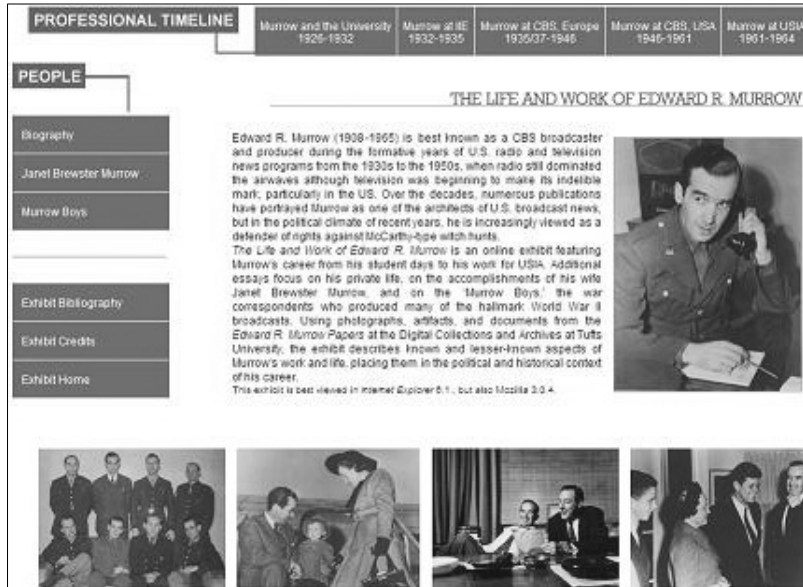 PROFESSIONAL TIMELINE
Murrow and the University
1926-1932
Murrow at IIE
1932-1935
Murrow at CBS, Europe
1935/37-1946
Murrow at CBS, USA
1946-1961
Murrow at USIA
1961-1964
PEOPLE
Biography
Janet Brewster Murrow
Murrow Boys
Exhibit Bibliography
Exhibit Credits
Exhibit Home
THE LIFE AND WORK OF EDWARD R. MURROW
Edward R. Murrow (1908-1965) is best known as a CBS broadcaster
and producer during the formative years of U.S. radio and television
news programs from the 1930s to the 1950s, when radio still dominated
the airwaves although television was beginning to make its indelible
mark, particularly in the US. Over the decades, numerous publications
have portrayed Murrow as one of the architects of U.S. broadcast news,
but in the political climate of recent years, he is increasingly viewed as a
defender of rights against McCarthy-type witch hunts.
The Life and Work of Edward R. Murrow is an online exhibit featuring
Murrow's career from his student days to his work for USIA. Additional
essays focus on his private life, on the accomplishments of his wife
Janet Brewster Murrow, and on the 'Murrow Boys,' the war
correspondents who produced many of the hallmark World War II
broadcasts. Using photographs, artifacts, and documents from the
Edward R. Murrow Papers at the Digital Collections and Archives at Tufts
University, the exhibit describes known and lesser-known aspects of
Murrow's work and life, placing them in the political and historical context
of his career.
This exhibit is best viewed in Internet Explorer 6.1., but also Mozilla 3.0.4.